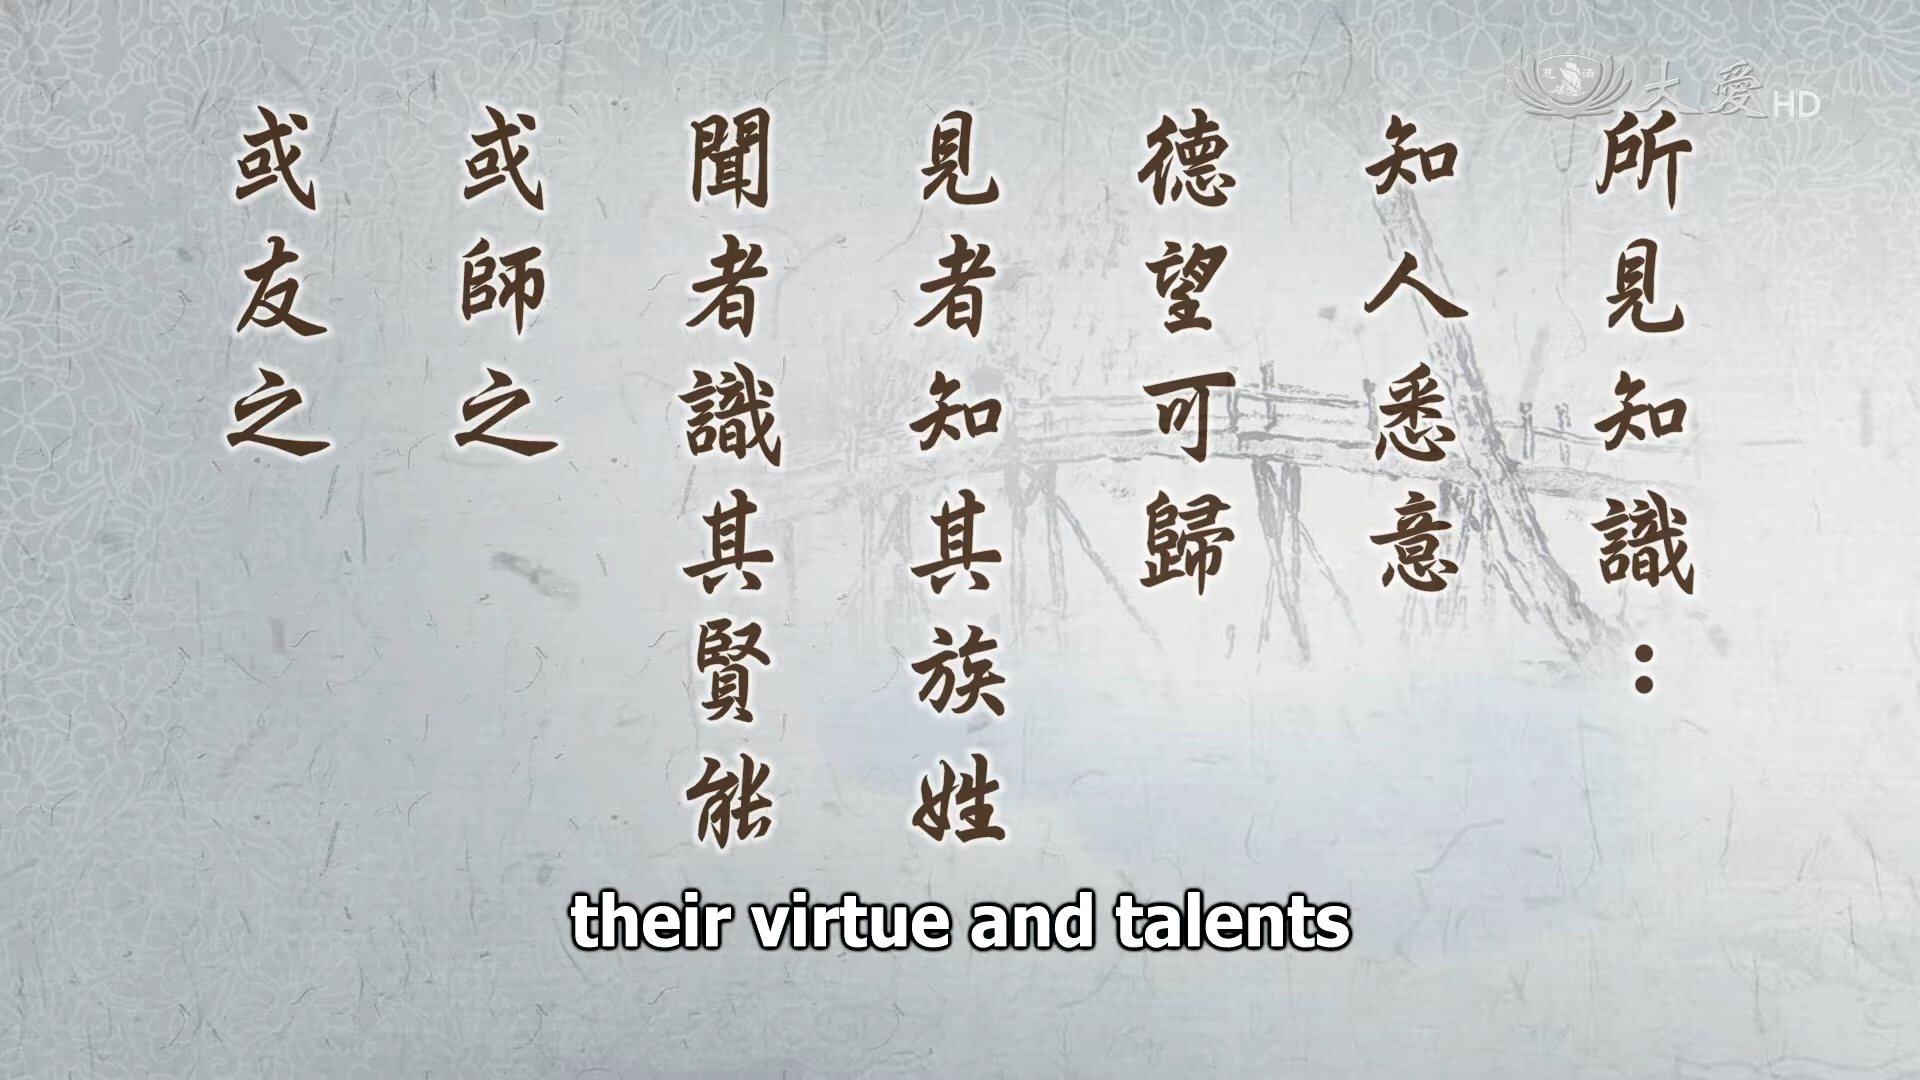 所見知識：
知人悉意
德望可歸
見者知其族姓
聞者識其賢能
或師之
或友之
慈濟
大愛HD
their virtue and talents